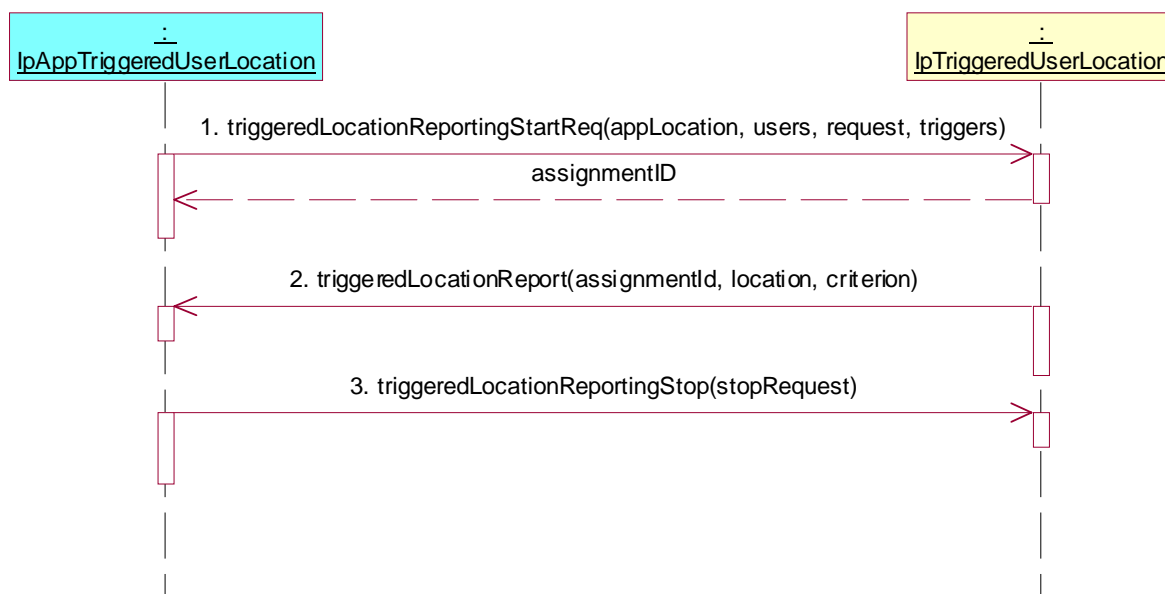 :
IpAppTriggeredUserLocation
:
IpTriggeredUserLocation
1. triggeredLocationReportingStartReq(appLocation, users, request, triggers)
assignmentID
2. triggeredLocationReport(assignmentId, location, criterion)
3. triggeredLocationReportingStop(stopRequest)